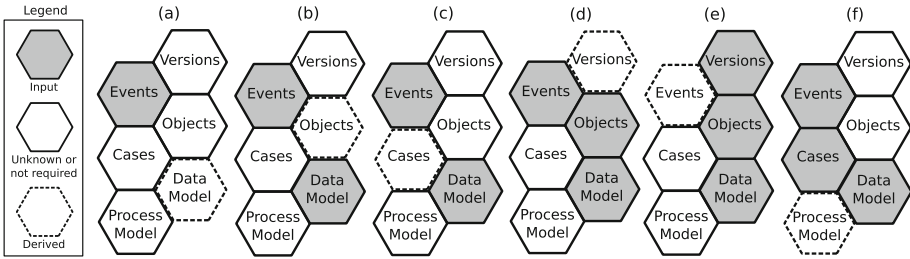 Legend
Input
Unknown or
not required
Derived
(a)
Versions
Events
Objects
Cases
Data
Model
Process
Model
(b)
Versions
Events
Objects
Cases
Data
Model
Process
Model
(c)
Versions
Events
Objects
Cases
Data
Model
Process
Model
(d)
Versions
Events
Objects
Cases
Data
Model
Process
Model
(e)
Versions
Events
Objects
Cases
Data
Model
Process
Model
(f)
Versions
Events
Objects
Cases
Data
Model
Process
Model